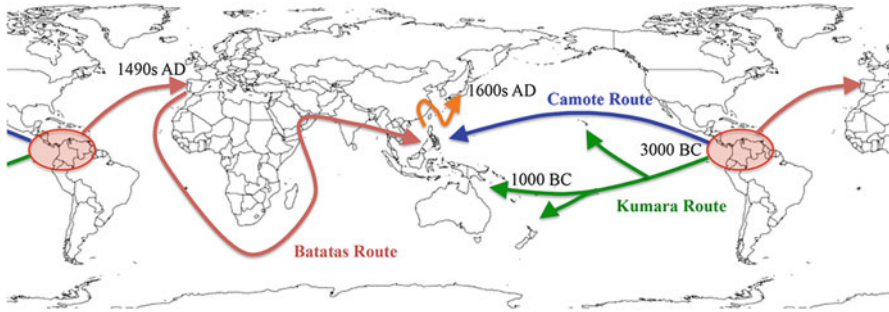 1490s AD
1600s AD
Camote Route
3000 BC
1000 BC
Kumara Route
Batatas Route